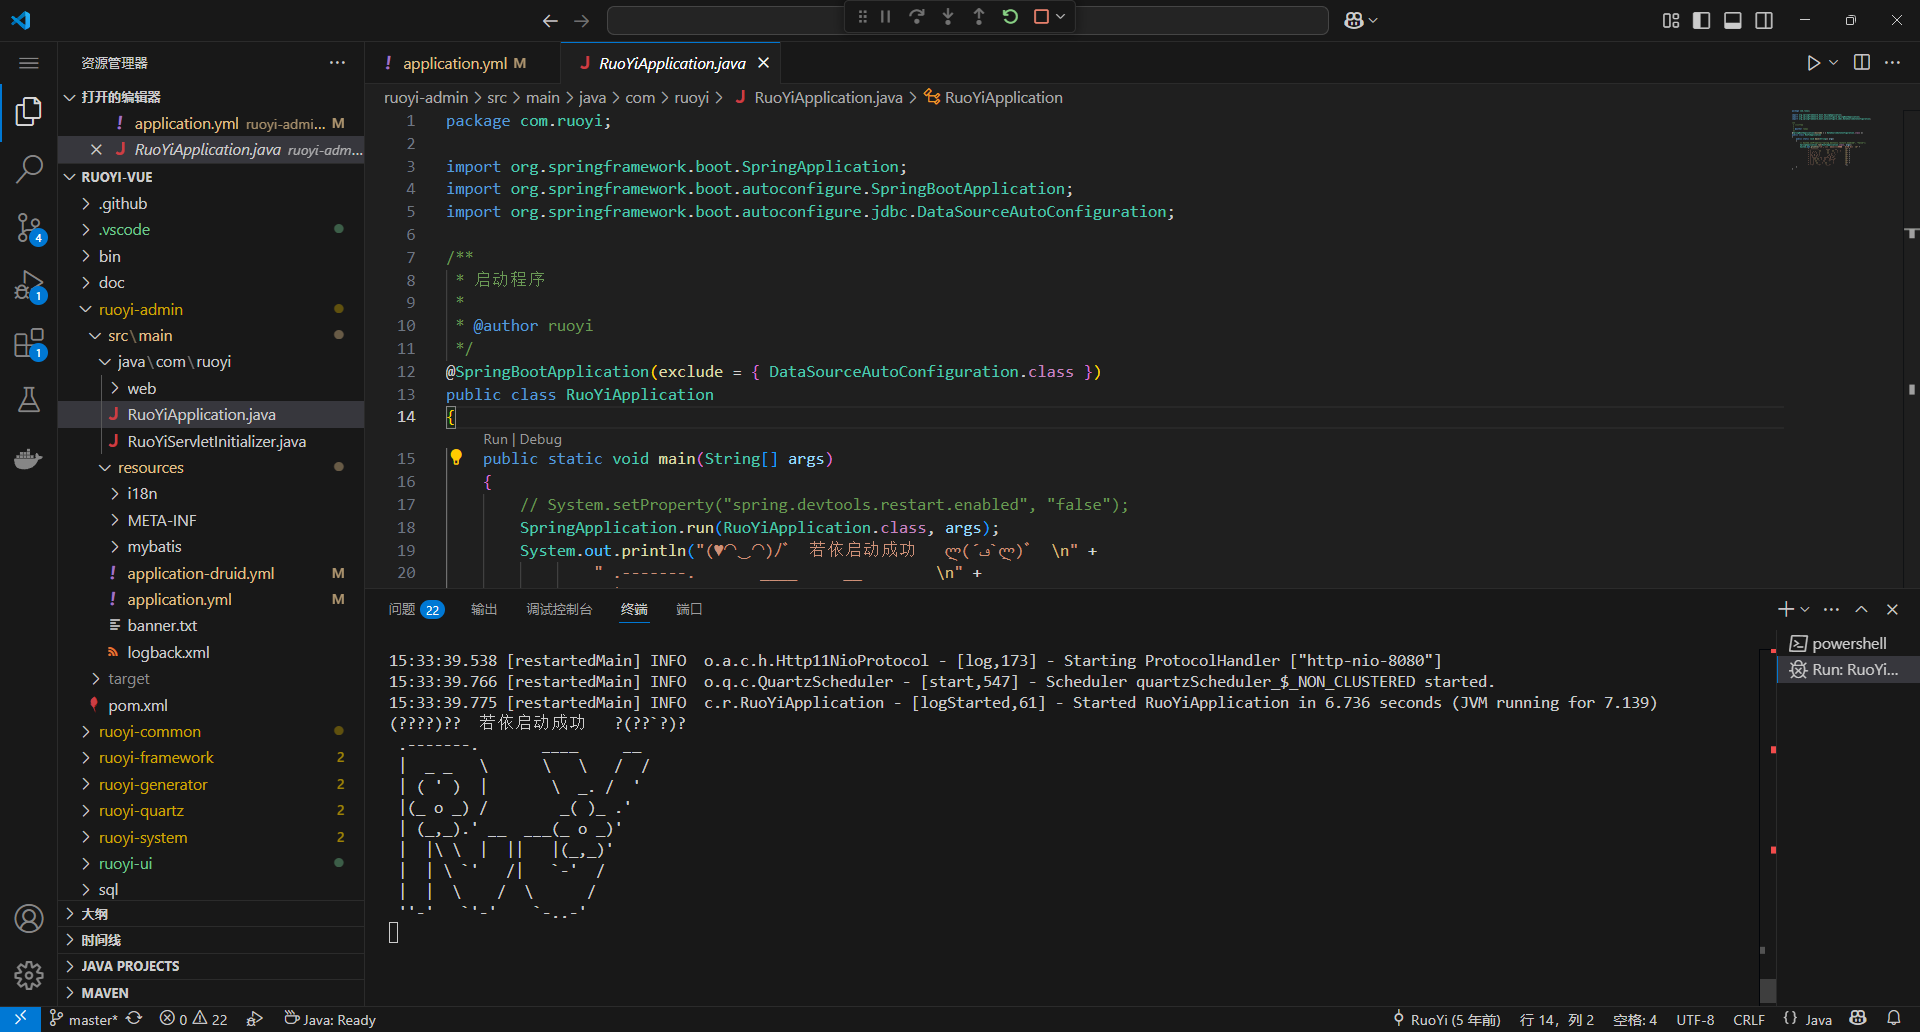 资源管理器
打开的编辑器
application.yml ruoyi-admi... M
RuoYiApplication.java ruoyi-adm...
RUOYI-VUE
.github
.vscode
bin
doc
ruoyi-admin
src\main
java\com\ruoyi
web
RuoYiApplication.java
RuoYiServletInitializer.java
resources
i18n
META-INF
mybatis
application-druid.yml M
application.yml M
banner.txt
logback.xml
target
pom.xml
ruoyi-common
ruoyi-framework 2
ruoyi-generator 2
ruoyi-quartz 2
ruoyi-system 2
ruoyi-ui
sql
大纲
时间线
JAVA PROJECTS
MAVEN
4
1
1
application.yml M
RuoYiApplication.java
ruoyi-admin > src > main > java > com > ruoyi > RuoYiApplication.java > RuoYiApplication
1 package com.ruoyi;
2
3 import org.springframework.boot.SpringApplication;
4 import org.springframework.boot.autoconfigure.SpringBootApplication;
5 import org.springframework.boot.autoconfigure.jdbc.DataSourceAutoConfiguration;
6
7 /**
8  * 启动程序
9  *
10  * @author ruoyi
11  */
12 @SpringBootApplication(exclude = { DataSourceAutoConfiguration.class })
13 public class RuoYiApplication
14 {
Run | Debug
15     public static void main(String[] args)
16     {
17         // System.setProperty("spring.devtools.restart.enabled", "false");
18         SpringApplication.run(RuoYiApplication.class, args);
19         System.out.println("(♥◠‿◠)ﾉﾞ  若依启动成功   ლ(´ڡ`ლ)ﾞ  \n" +
20                 " .-------.       ____     __        \n" +
问题 22 输出 调试控制台 终端 端口
15:33:39.538 [restartedMain] INFO  o.a.c.h.Http11NioProtocol - [log,173] - Starting ProtocolHandler ["http-nio-8080"]
15:33:39.766 [restartedMain] INFO  o.q.c.QuartzScheduler - [start,547] - Scheduler quartzScheduler_$_NON_CLUSTERED started.
15:33:39.775 [restartedMain] INFO  c.r.RuoYiApplication - [logStarted,61] - Started RuoYiApplication in 6.736 seconds (JVM running for 7.139)
(????)??  若依启动成功   ?(??`?)?
 .-------.       ____     __
 |  _ _   \      \   \   /  /
 | ( ' )  |       \  _. /  '
 |(_ o _) /        _( )_ .'
 | (_,_).' __  ___(_ o _)'
 |  |\ \  |  ||   |(_,_)'
 |  | \ `'   /|   `-'  /
 |  |  \    /  \      /
 ''-'   `'-'    `-..-'
powershell
Run: RuoYi...
master* 0 22 Java: Ready RuoYi (5 年前) 行 14，列 2 空格: 4 UTF-8 CRLF {} Java